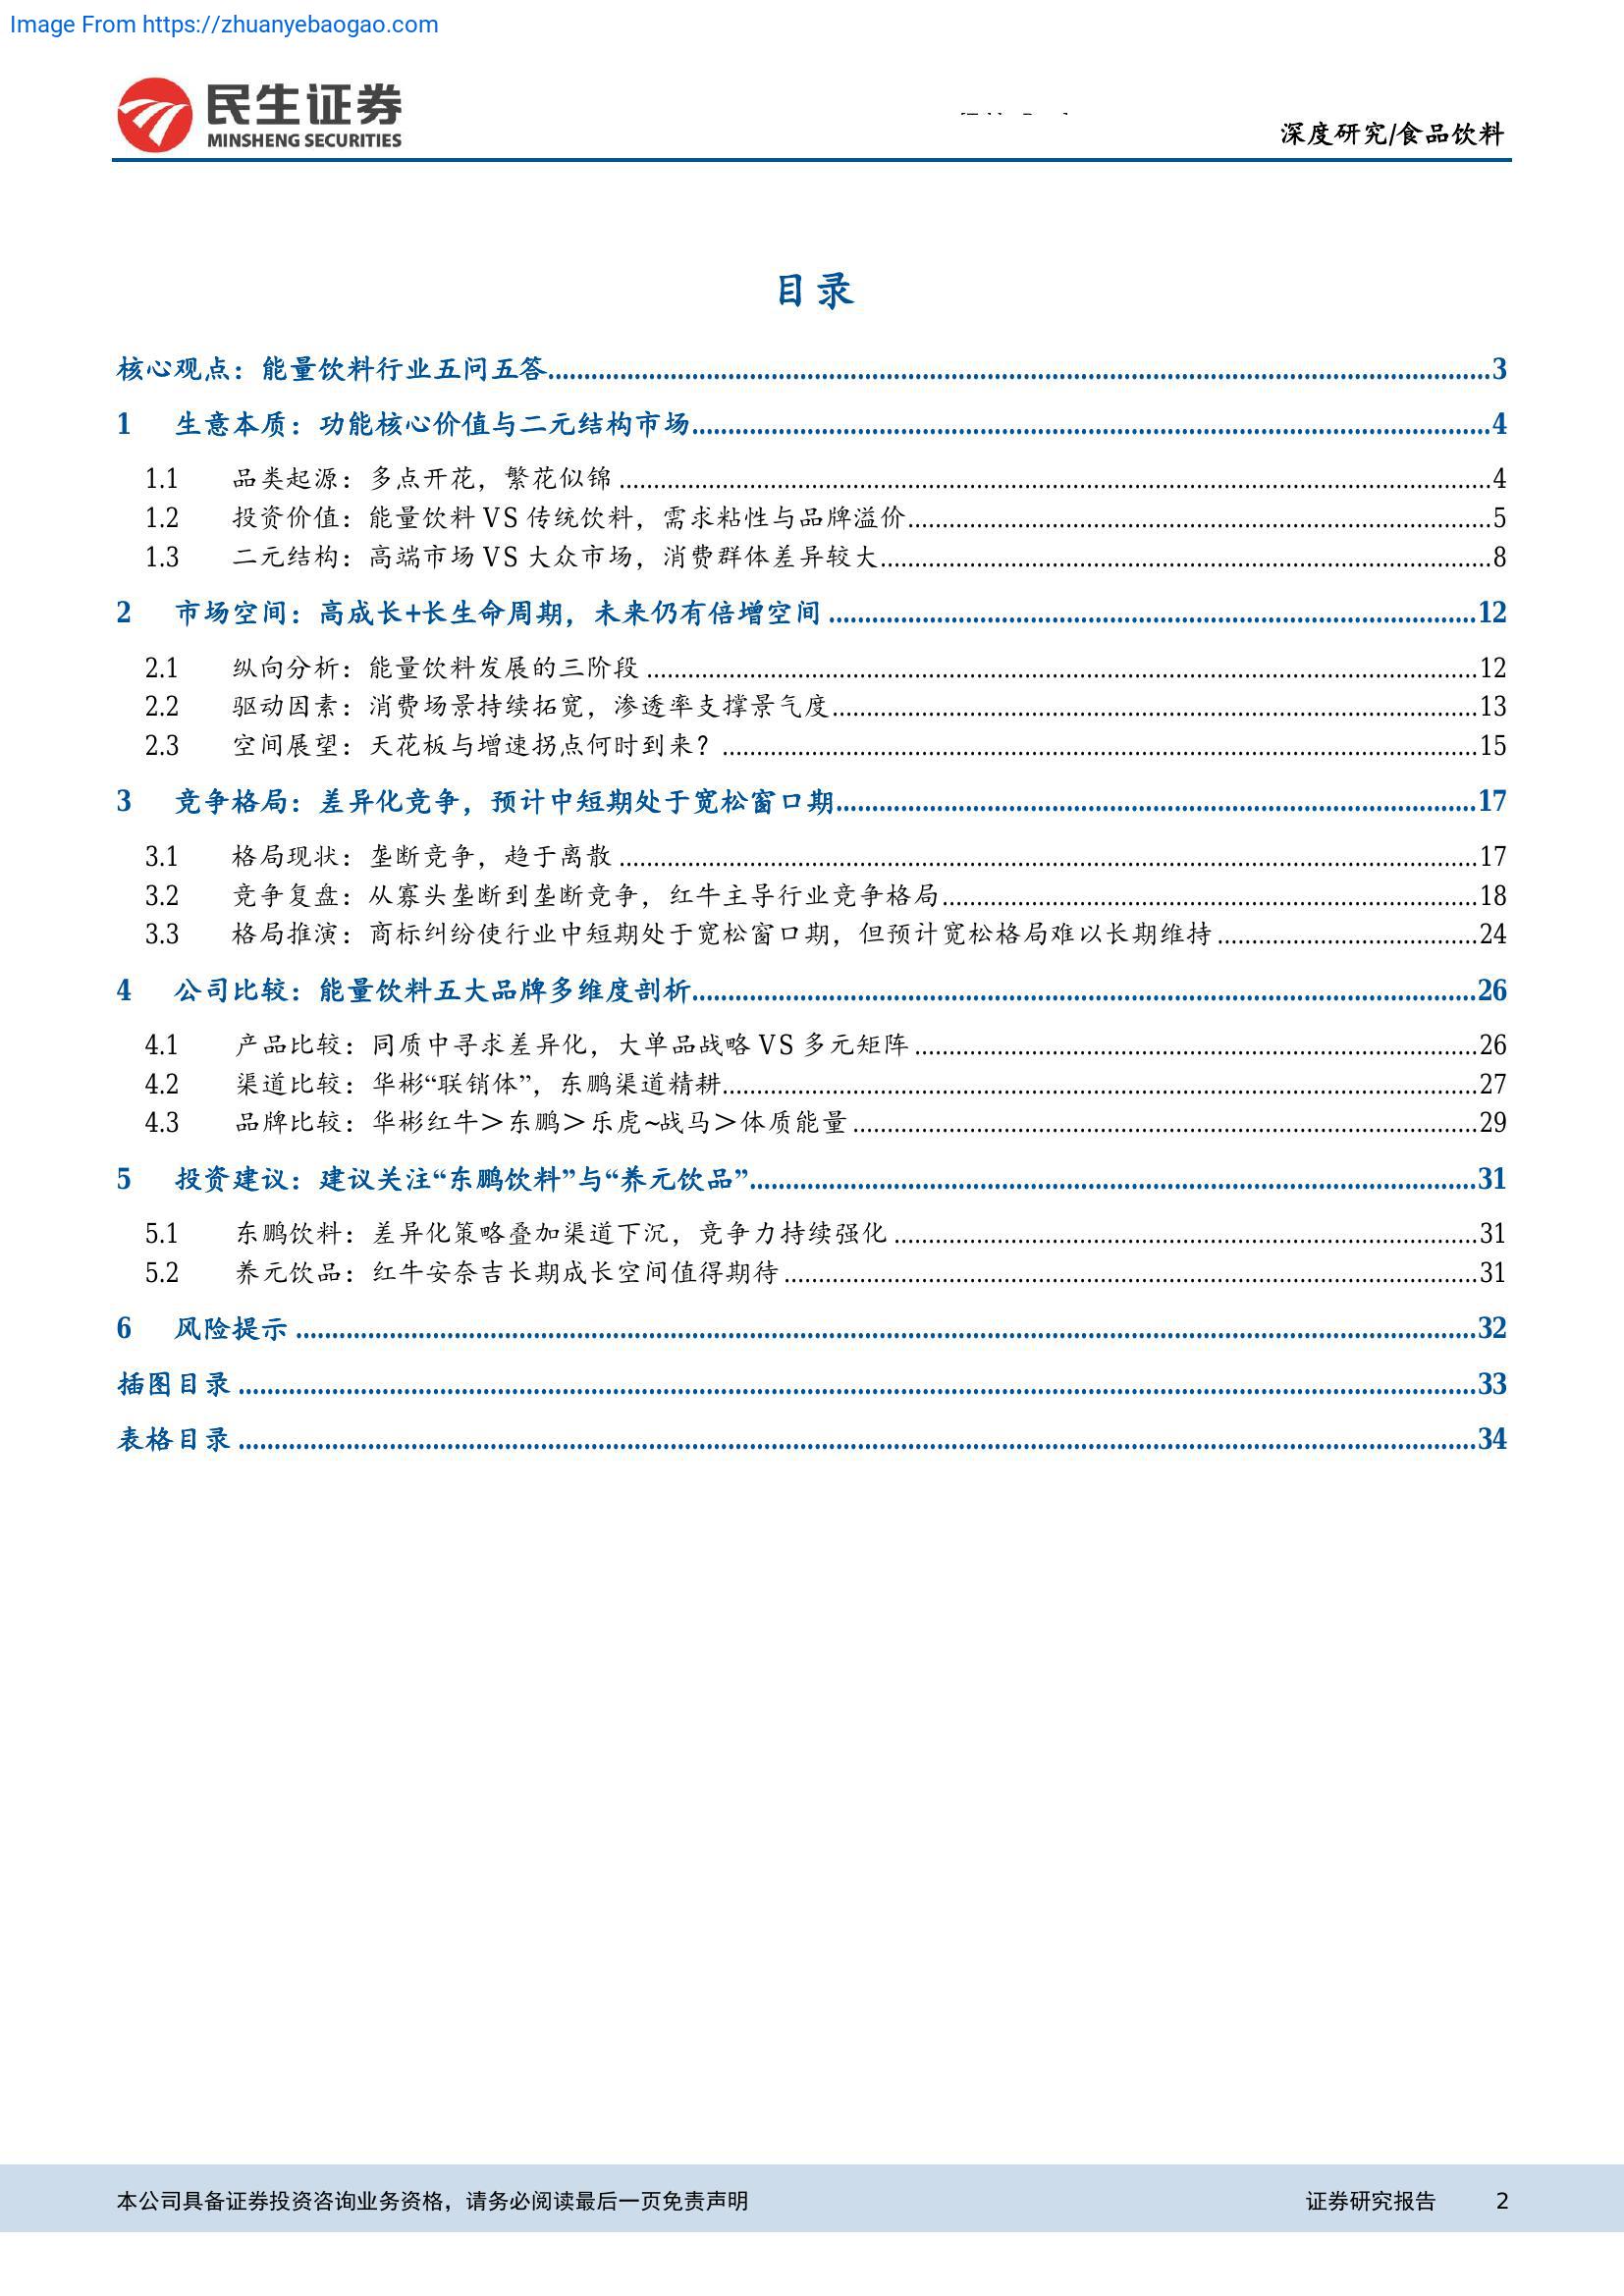 Image From https://zhuanyebaogao.com
民生证券
MINSHENG SECURITIES
深度研究/食品饮料
目录
核心观点：能量饮料行业五问五答 3
1 生意本质：功能核心价值与二元结构市场 4
1.1 品类起源：多点开花，繁花似锦 4
1.2 投资价值：能量饮料 VS 传统饮料，需求粘性与品牌溢价 5
1.3 二元结构：高端市场 VS 大众市场，消费群体差异较大 8
2 市场空间：高成长+长生命周期，未来仍有倍增空间 12
2.1 纵向分析：能量饮料发展的三阶段 12
2.2 驱动因素：消费场景持续拓宽，渗透率支撑景气度 13
2.3 空间展望：天花板与增速拐点何时到来？ 15
3 竞争格局：差异化竞争，预计中短期处于宽松窗口期 17
3.1 格局现状：垄断竞争，趋于离散 17
3.2 竞争复盘：从寡头垄断到垄断竞争，红牛主导行业竞争格局 18
3.3 格局推演：商标纠纷使行业中短期处于宽松窗口期，但预计宽松格局难以长期维持 24
4 公司比较：能量饮料五大品牌多维度剖析 26
4.1 产品比较：同质中寻求差异化，大单品战略 VS 多元矩阵 26
4.2 渠道比较：华彬“联销体”，东鹏渠道精耕 27
4.3 品牌比较：华彬红牛＞东鹏＞乐虎~战马＞体质能量 29
5 投资建议：建议关注“东鹏饮料”与“养元饮品” 31
5.1 东鹏饮料：差异化策略叠加渠道下沉，竞争力持续强化 31
5.2 养元饮品：红牛安奈吉长期成长空间值得期待 31
6 风险提示 32
插图目录 33
表格目录 34
本公司具备证券投资咨询业务资格，请务必阅读最后一页免责声明
证券研究报告 2